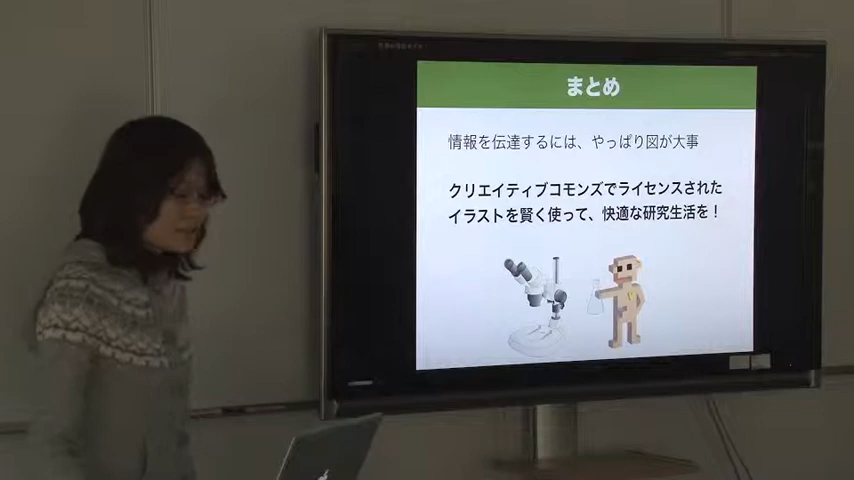 まとめ
情報を伝達するには、やっぱり図が大事
クリエイティブコモンズでライセンスされた
イラストを賢く使って、快適な研究生活を！